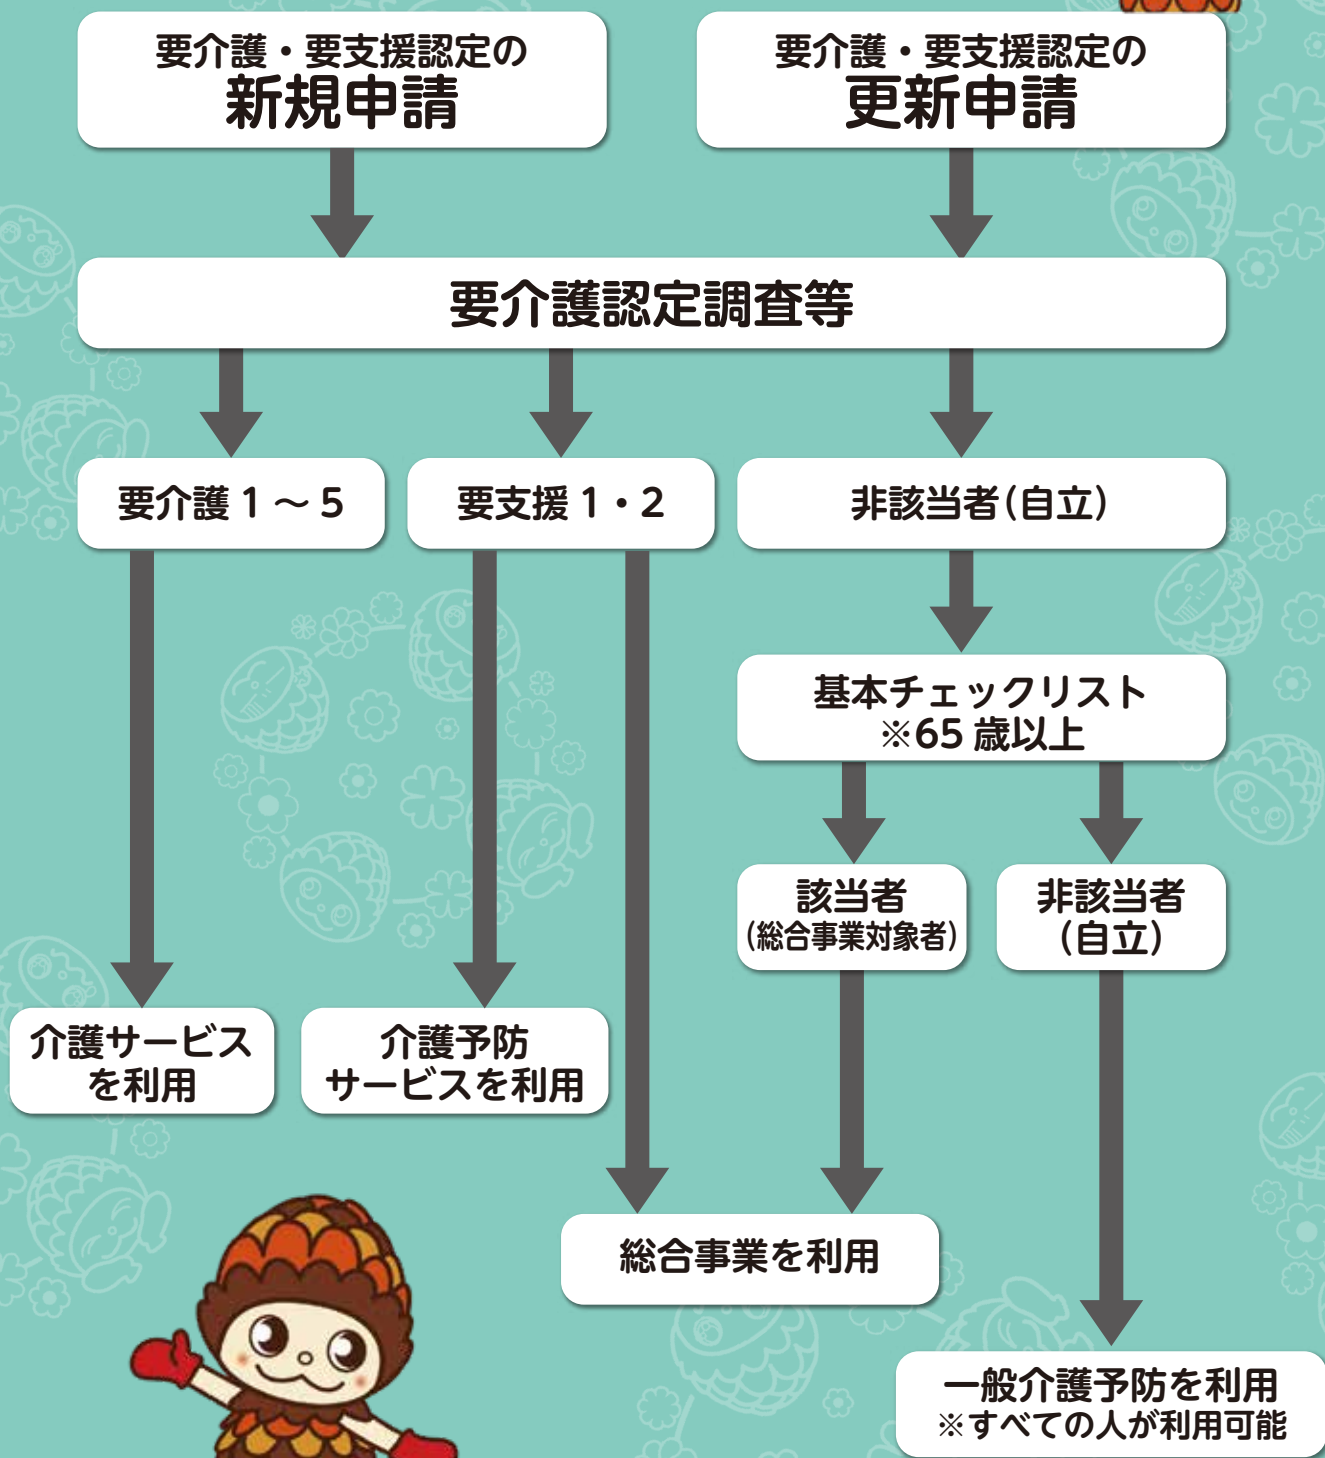 要介護・要支援認定の
新規申請
要介護・要支援認定の
更新申請
要介護認定調査等
要介護1～5
要支援1・2
非該当者(自立)
基本チェックリスト
※65歳以上
該当者
(総合事業対象者)
非該当者
(自立)
介護サービス
を利用
介護予防
サービスを利用
総合事業を利用
一般介護予防を利用
※すべての人が利用可能